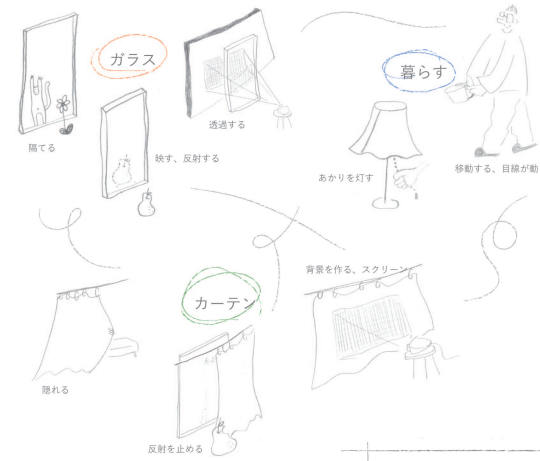 ガラス
暮らす
透過する
隔てる
映す、反射する
あかりを灯す
移動する、目線が動
背景を作る、スクリーン
カーテン
隠れる
反射を止める